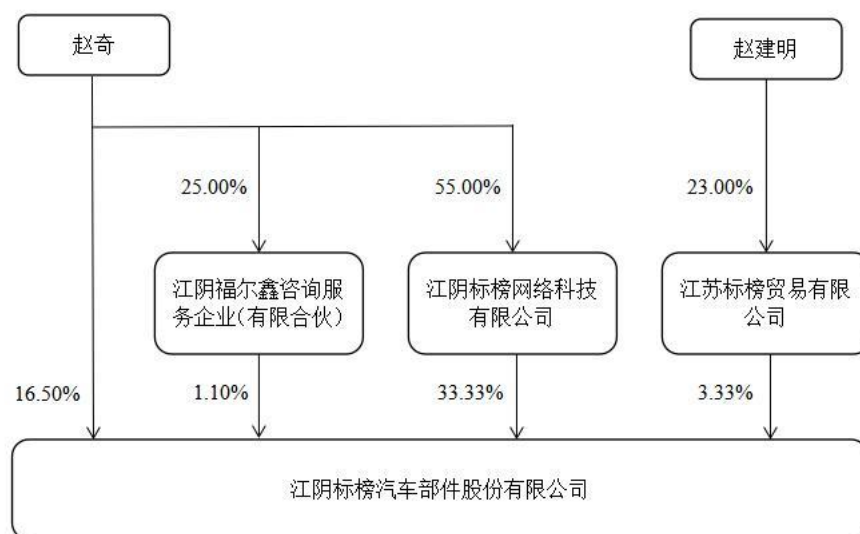 赵奇
赵建明
25.00%
55.00%
23.00%
江阴福尔鑫咨询服
务企业(有限合伙)
江阴标榜网络科技
有限公司
江苏标榜贸易有限
公司
16.50%
1.10%
33.33%
3.33%
江阴标榜汽车部件股份有限公司